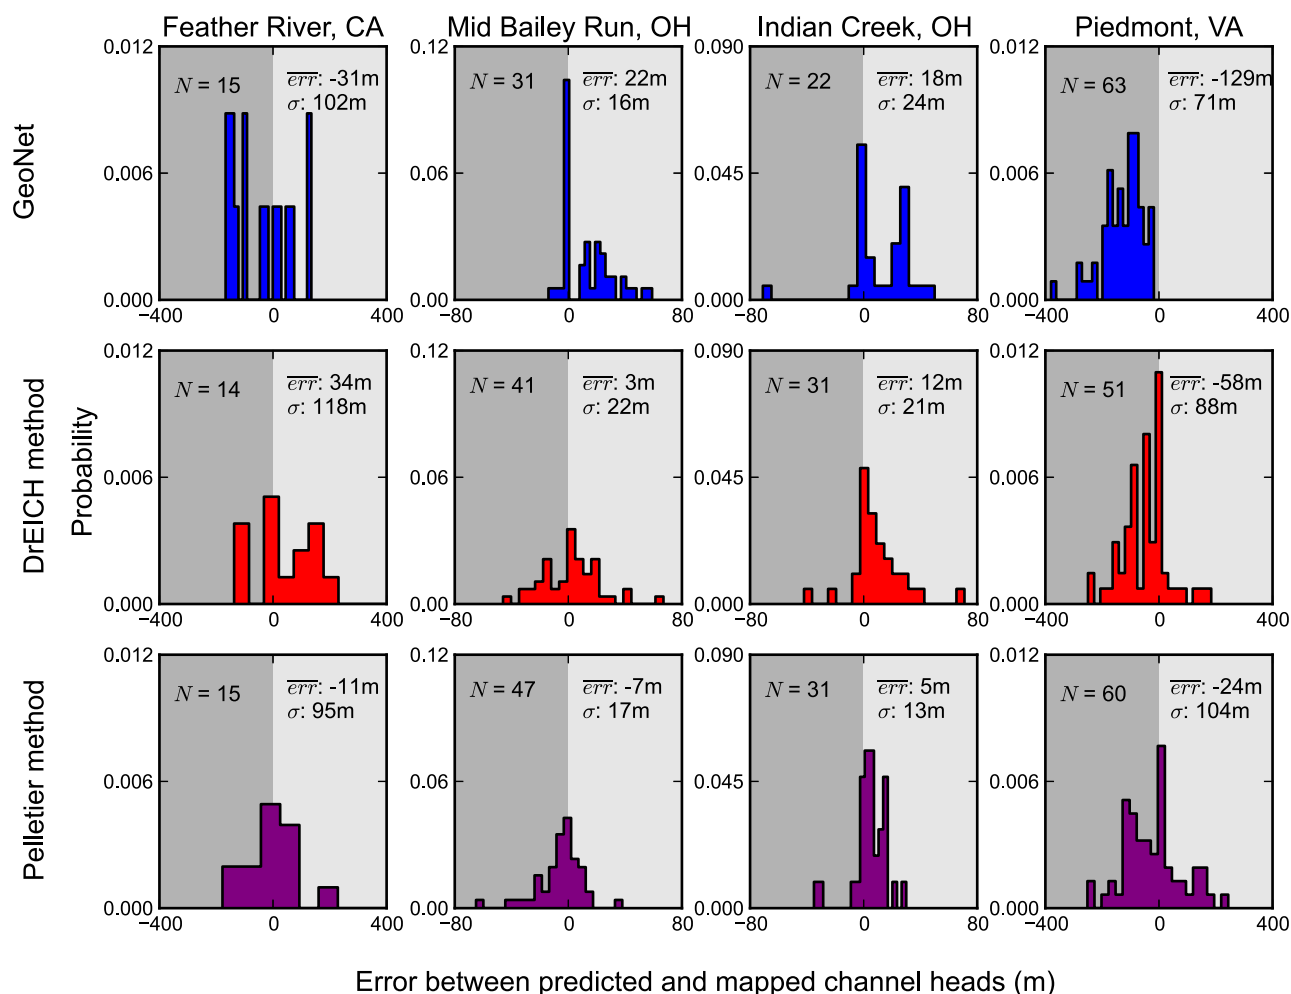 Feather River, CA Mid Bailey Run, OH Indian Creek, OH Piedmont, VA
GeoNet
0.012 0.12 0.090 0.012
N = 15 err: -31m N = 31 err: 22m N = 22 err: 18m N = 63 err: -129m
σ: 102m σ: 16m σ: 24m σ: 71m
0.006 0.06 0.045 0.006
0.000 0.00 0.000 0.000
−400 0 400 −80 0 80 −80 0 80 −400 0 400
DrEICH method
Probability
0.012 0.12 0.090 0.012
N = 14 err: 34m N = 41 err: 3m N = 31 err: 12m N = 51 err: -58m
σ: 118m σ: 22m σ: 21m σ: 88m
0.006 0.06 0.045 0.006
0.000 0.00 0.000 0.000
−400 0 400 −80 0 80 −80 0 80 −400 0 400
Pelletier method
0.012 0.12 0.090 0.012
N = 15 err: -11m N = 47 err: -7m N = 31 err: 5m N = 60 err: -24m
σ: 95m σ: 17m σ: 13m σ: 104m
0.006 0.06 0.045 0.006
0.000 0.00 0.000 0.000
−400 0 400 −80 0 80 −80 0 80 −400 0 400
Error between predicted and mapped channel heads (m)